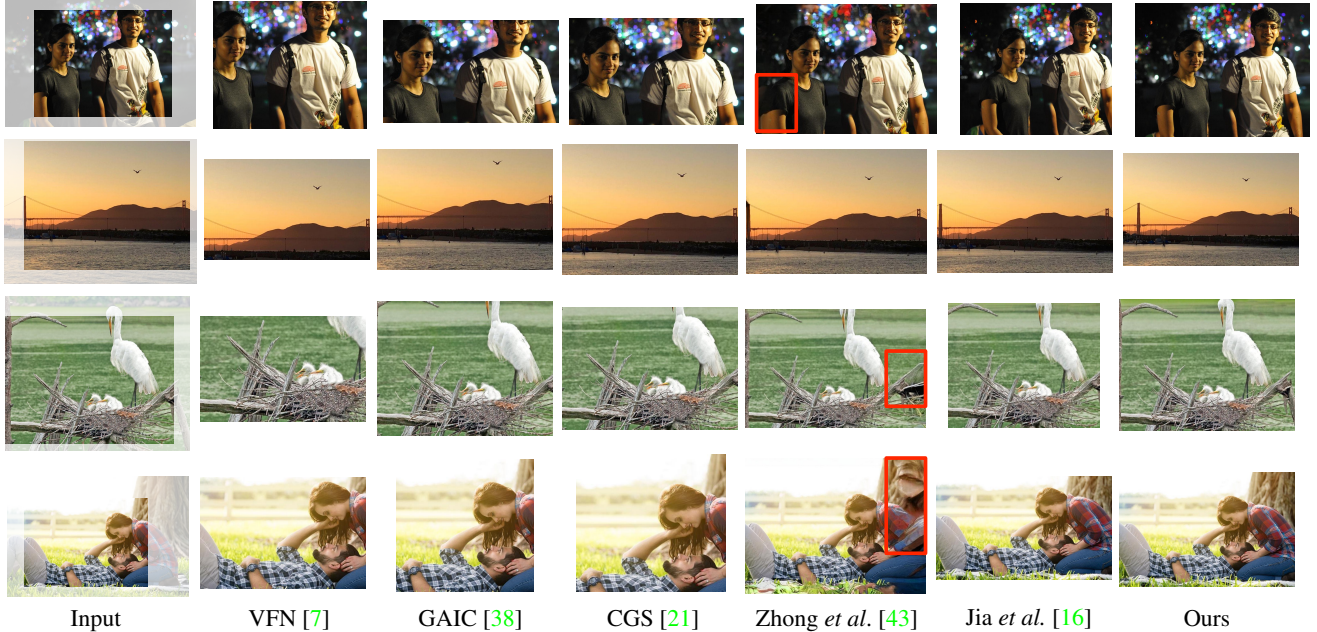 Input VFN [7] GAIC [38] CGS [21] Zhong et al. [43] Jia et al. [16] Ours